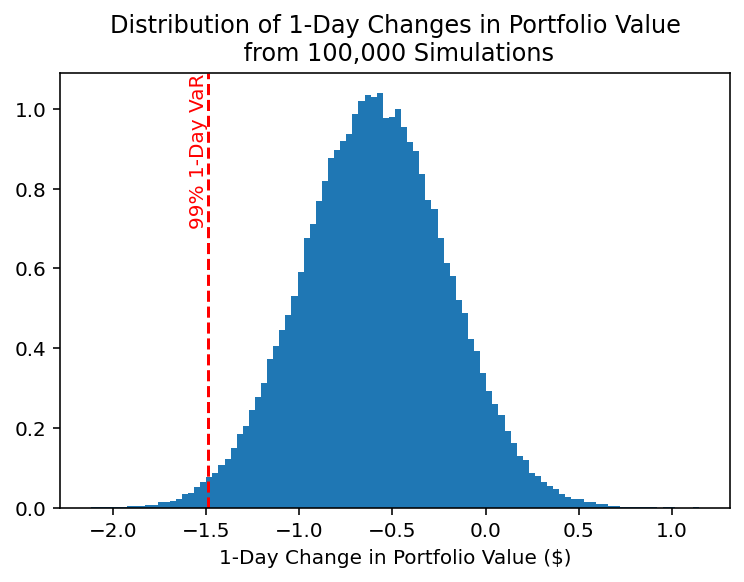 Distribution of 1-Day Changes in Portfolio Value
from 100,000 Simulations
99% 1-Day VaR
1.0
0.8
0.6
0.4
0.2
0.0
−2.0 −1.5 −1.0 −0.5 0.0 0.5 1.0
1-Day Change in Portfolio Value ($)